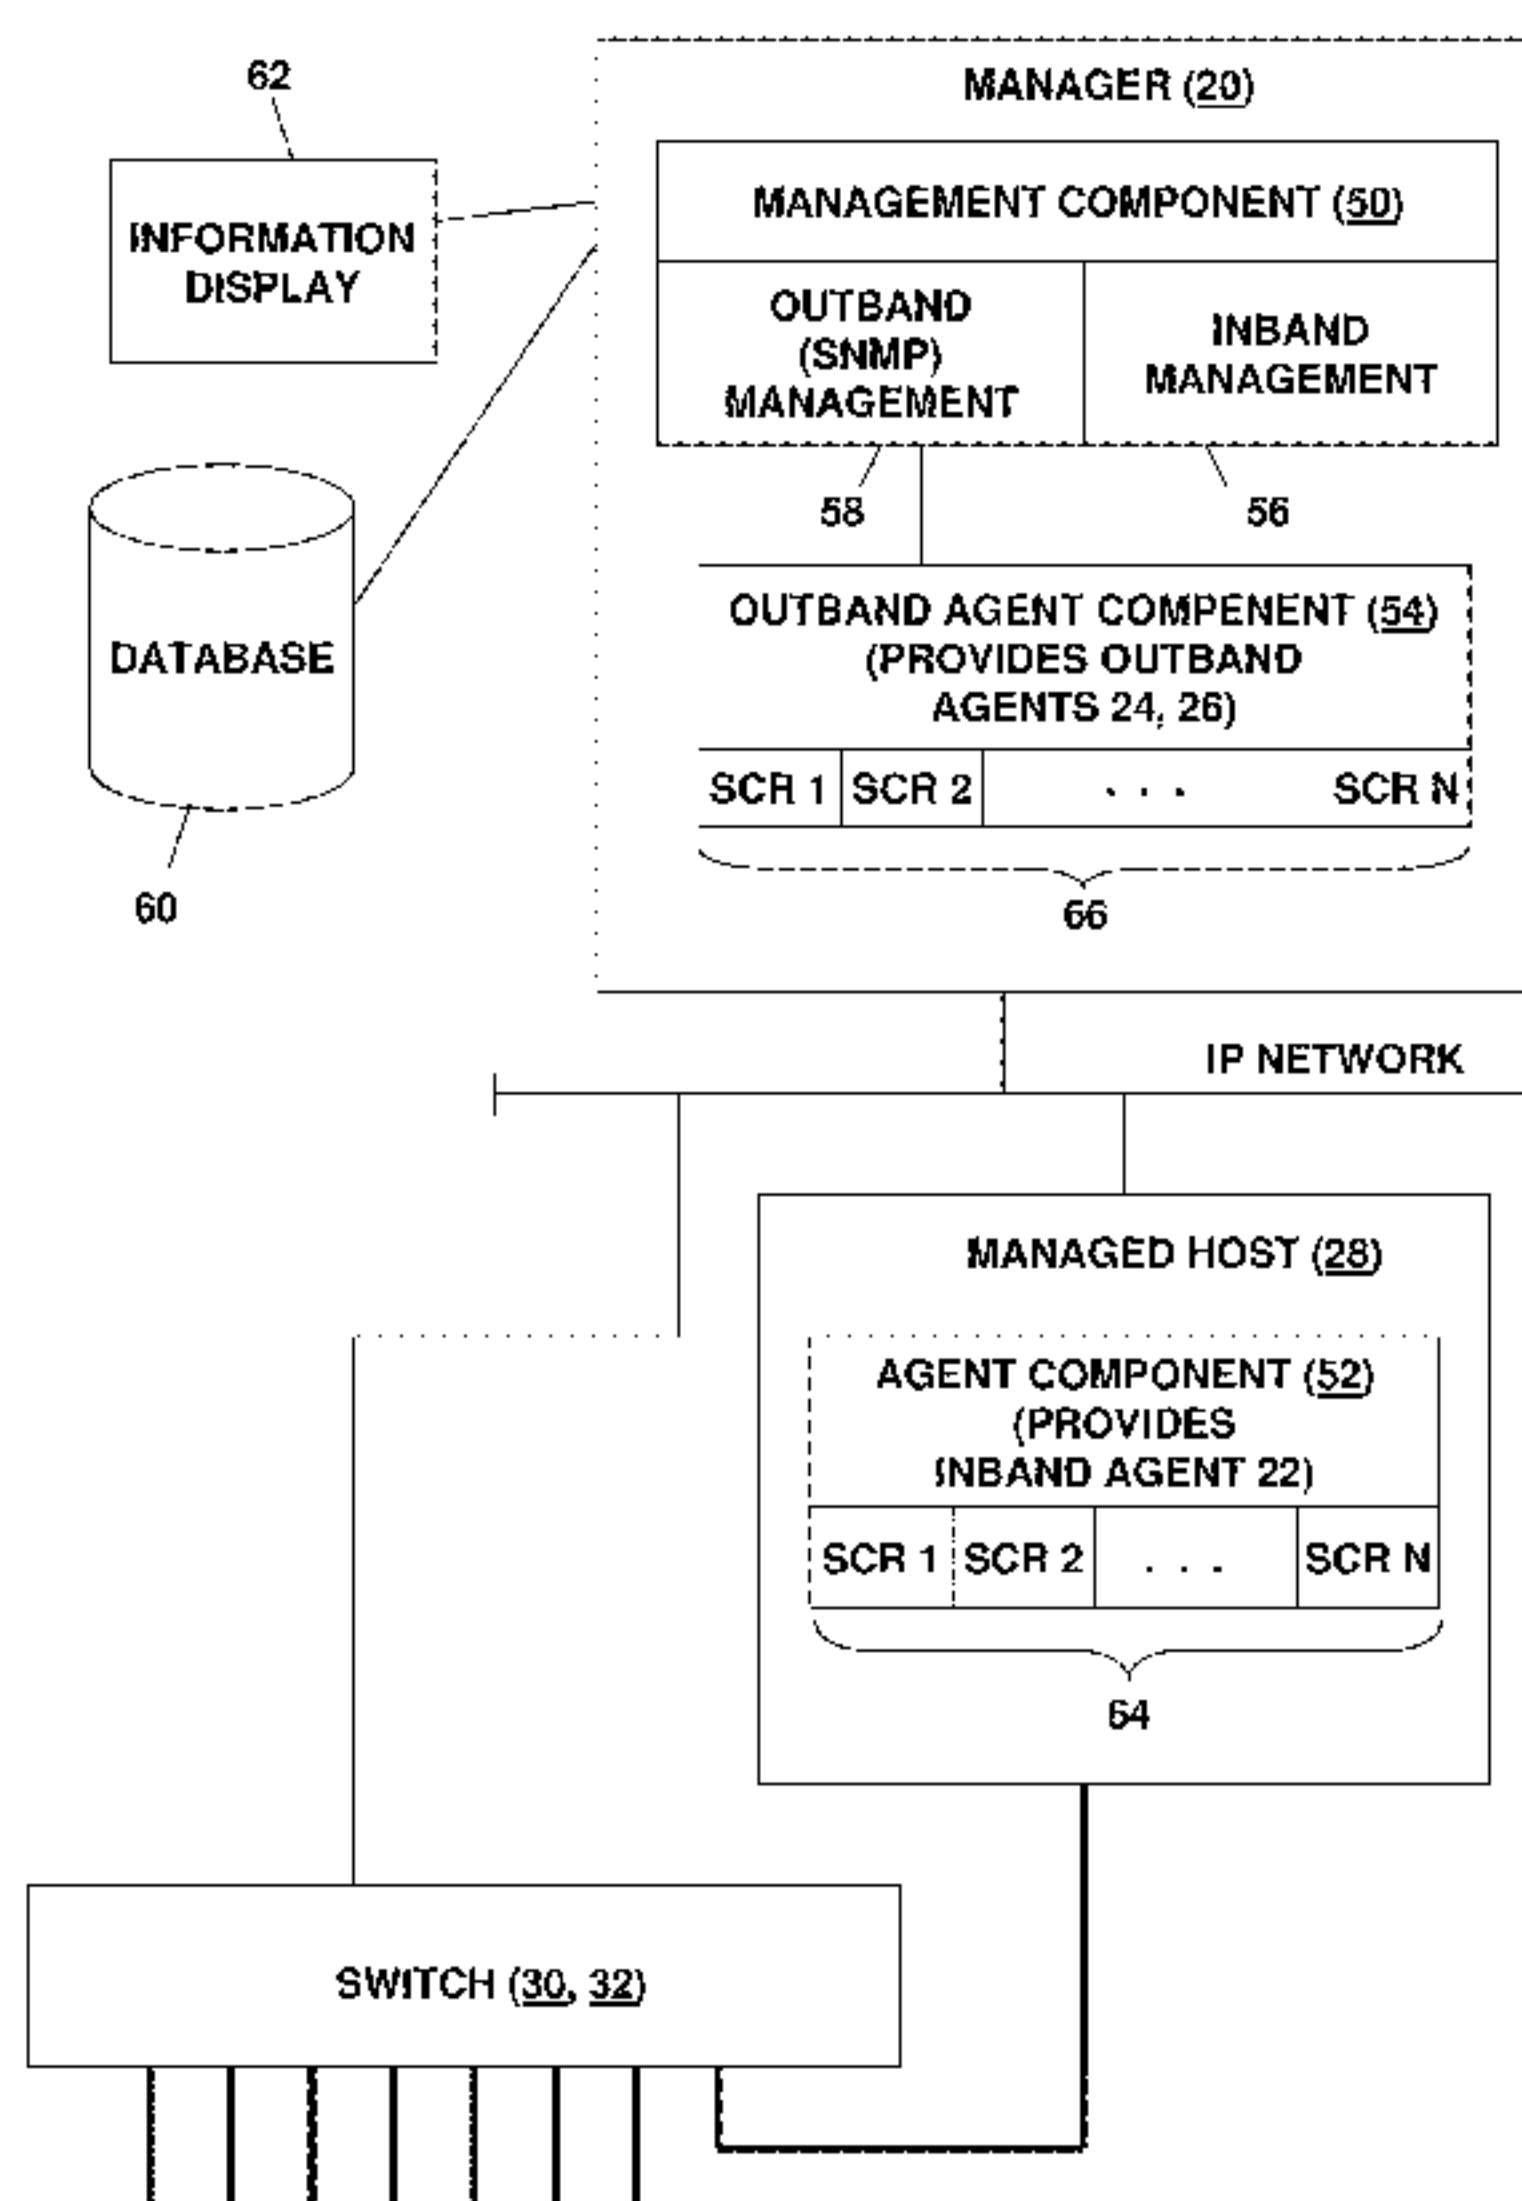 62
MANAGER (20)
MANAGEMENT COMPONENT (50)
INFORMATION
DISPLAY
OUTBAND
(SNMP)
MANAGEMENT
INBAND
MANAGEMENT
58
56
DATABASE
60
OUTBAND AGENT COMPENENT (54)
(PROVIDES OUTBAND
AGENTS 24, 26)
SCR 1 SCR 2 . . . SCR N
66
IP NETWORK
MANAGED HOST (28)
AGENT COMPONENT (52)
(PROVIDES
INBAND AGENT 22)
SCR 1 SCR 2 . . . SCR N
64
SWITCH (30, 32)